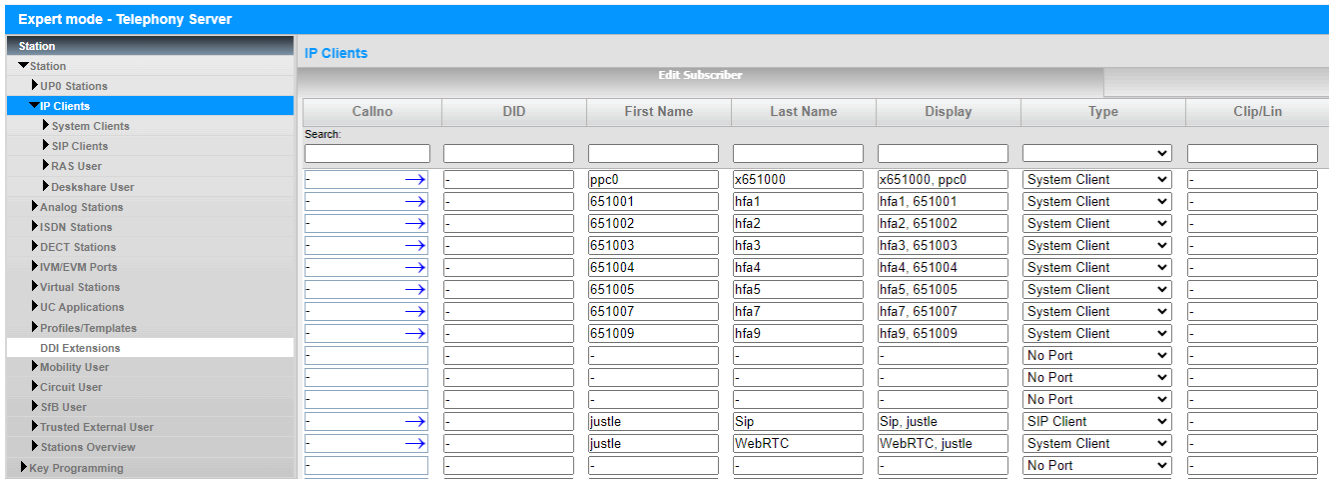 Expert mode - Telephony Server
Station
Station
UP0 Stations
IP Clients
System Clients
SIP Clients
RAS User
Deskshare User
Analog Stations
ISDN Stations
DECT Stations
IVM/EVM Ports
Virtual Stations
UC Applications
Profiles/Templates
DDI Extensions
Mobility User
Circuit User
SfB User
Trusted External User
Stations Overview
Key Programming
IP Clients
Edit Subscriber
Callno DID First Name Last Name Display Type Clip/Lin
Search:
- → - ppc0 x651000 x651000, ppc0 System Client -
- → - 651001 hfa1 hfa1, 651001 System Client -
- → - 651002 hfa2 hfa2, 651002 System Client -
- → - 651003 hfa3 hfa3, 651003 System Client -
- → - 651004 hfa4 hfa4, 651004 System Client -
- → - 651005 hfa5 hfa5, 651005 System Client -
- → - 651007 hfa7 hfa7, 651007 System Client -
- → - 651009 hfa9 hfa9, 651009 System Client -
- - - - - No Port -
- - - - - No Port -
- - - - - No Port -
- → - justle Sip Sip, justle SIP Client -
- → - justle WebRTC WebRTC, justle System Client -
- - - - - No Port -